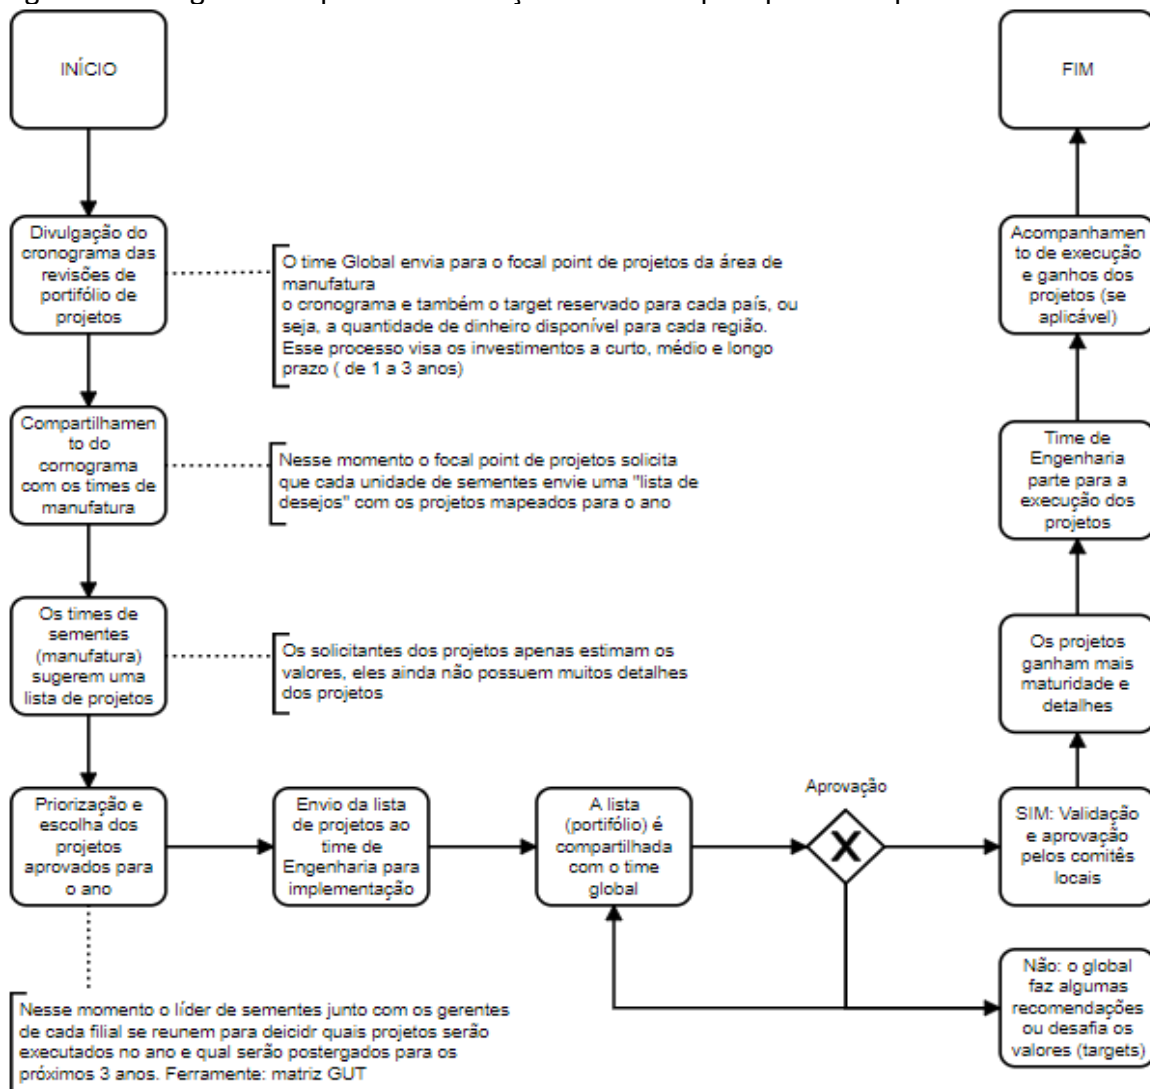 INÍCIO
FIM
Divulgação do
cronograma das
revisões de
portifólio de
projetos
O time Global envia para o focal point de projetos da área de
manufatura
o cronograma e também o target reservado para cada país, ou
seja, a quantidade de dinheiro disponível para cada região.
Esse processo visa os investimentos a curto, médio e longo
prazo ( de 1 a 3 anos)
Acompanhamen
to de execução
e ganhos dos
projetos (se
aplicável)
Compartilhamen
to do
cornograma
com os times de
manufatura
Nesse momento o focal point de projetos solicita
que cada unidade de sementes envie uma "lista de
desejos" com os projetos mapeados para o ano
Time de
Engenharia
parte para a
execução dos
projetos
Os times de
sementes
(manufatura)
sugerem uma
lista de projetos
Os solicitantes dos projetos apenas estimam os
valores, eles ainda não possuem muitos detalhes
dos projetos
Os projetos
ganham mais
maturidade e
detalhes
Priorização e
escolha dos
projetos
aprovados para
o ano
Envio da lista
de projetos ao
time de
Engenharia para
implementação
A lista
(portifólio) é
compartilhada
com o time
global
Aprovação
X
SIM: Validação
e aprovação
pelos comitês
locais
Não: o global
faz algumas
recomendações
ou desafia os
valores (targets)
Nesse momento o líder de sementes junto com os gerentes
de cada filial se reunem para deicidr quais projetos serão
executados no ano e qual serão postergados para os
próximos 3 anos. Ferramente: matriz GUT